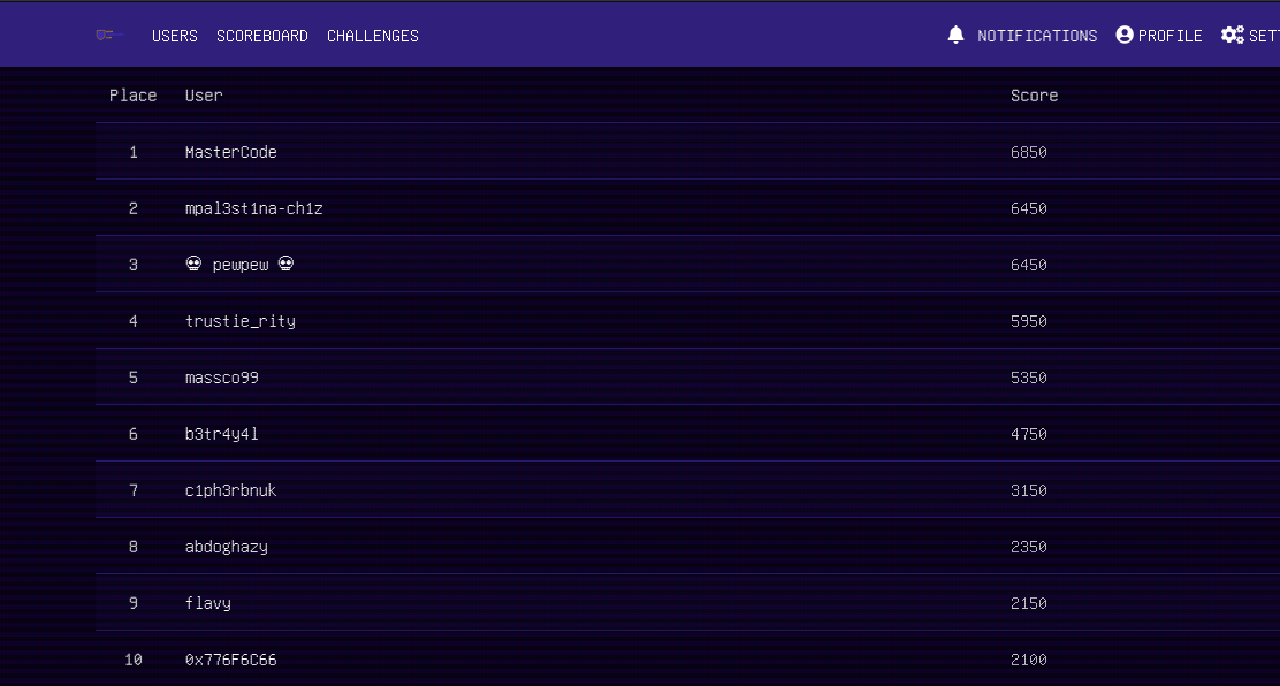 USERS SCOREBOARD CHALLENGES NOTIFICATIONS PROFILE SETT
Place User Score
1 MasterCode 6850
2 mpal3st1na-ch1z 6450
3 💀 pewpew 💀 6450
4 trustie_rity 5950
5 massco99 5350
6 b3tr4y4l 4750
7 c1ph3rbnuk 3150
8 abdoghazy 2350
9 flavy 2150
10 0x776F6C66 2100